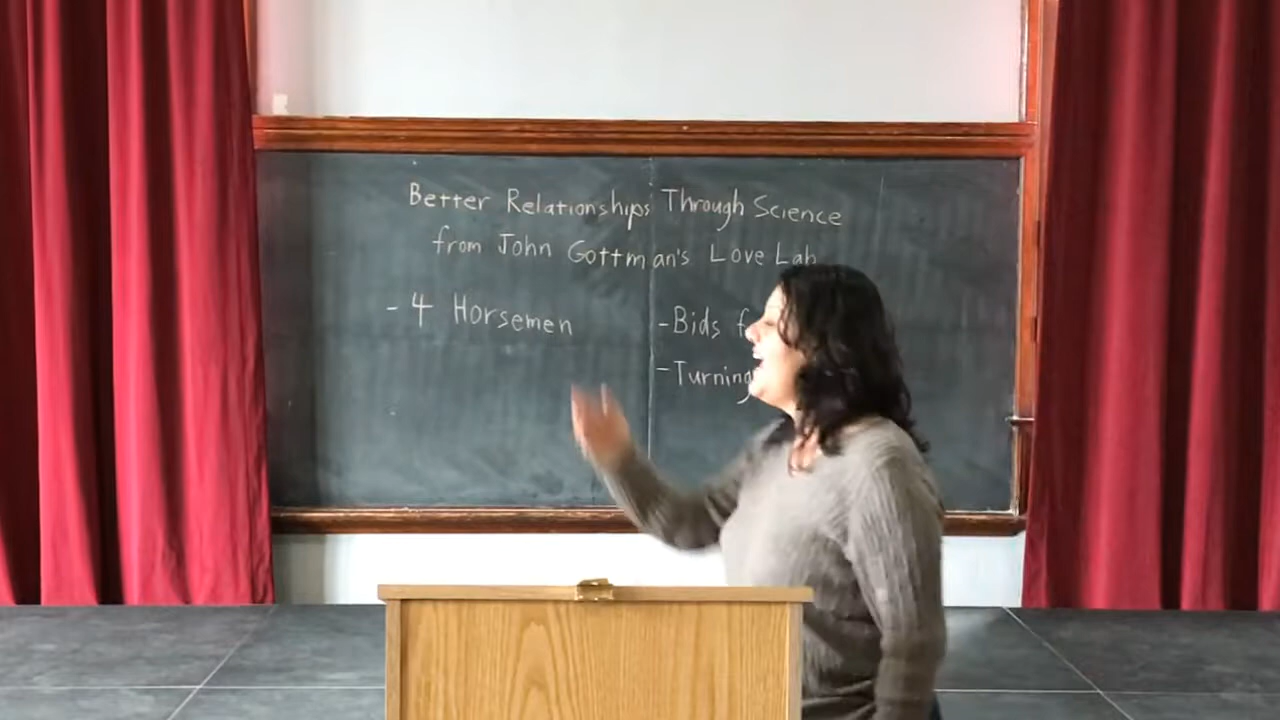 Better Relationships Through Science
from John Gottman's Love Lab
- 4 Horsemen
- Bids
- Turning